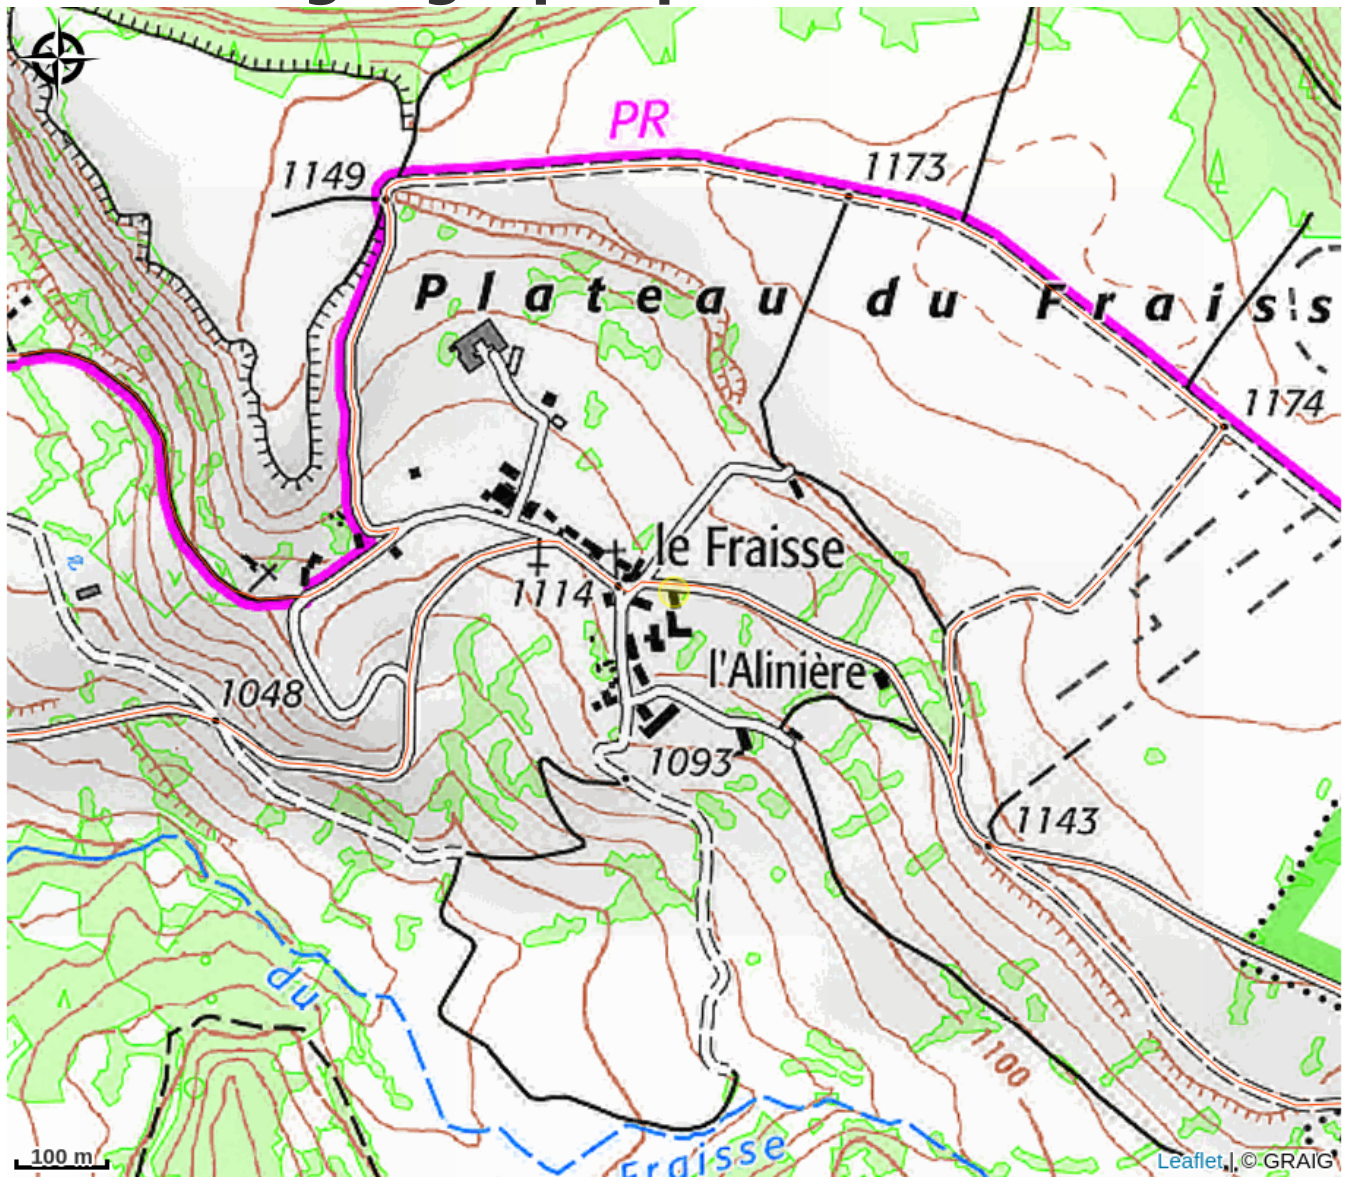 PR
1149
1173
Plateau du Fraiss
1174
le Fraisse
1114
l'Alinière
1048
1093
1143
du
1100
Fraisse
100 m
Leaflet | © GRAIG